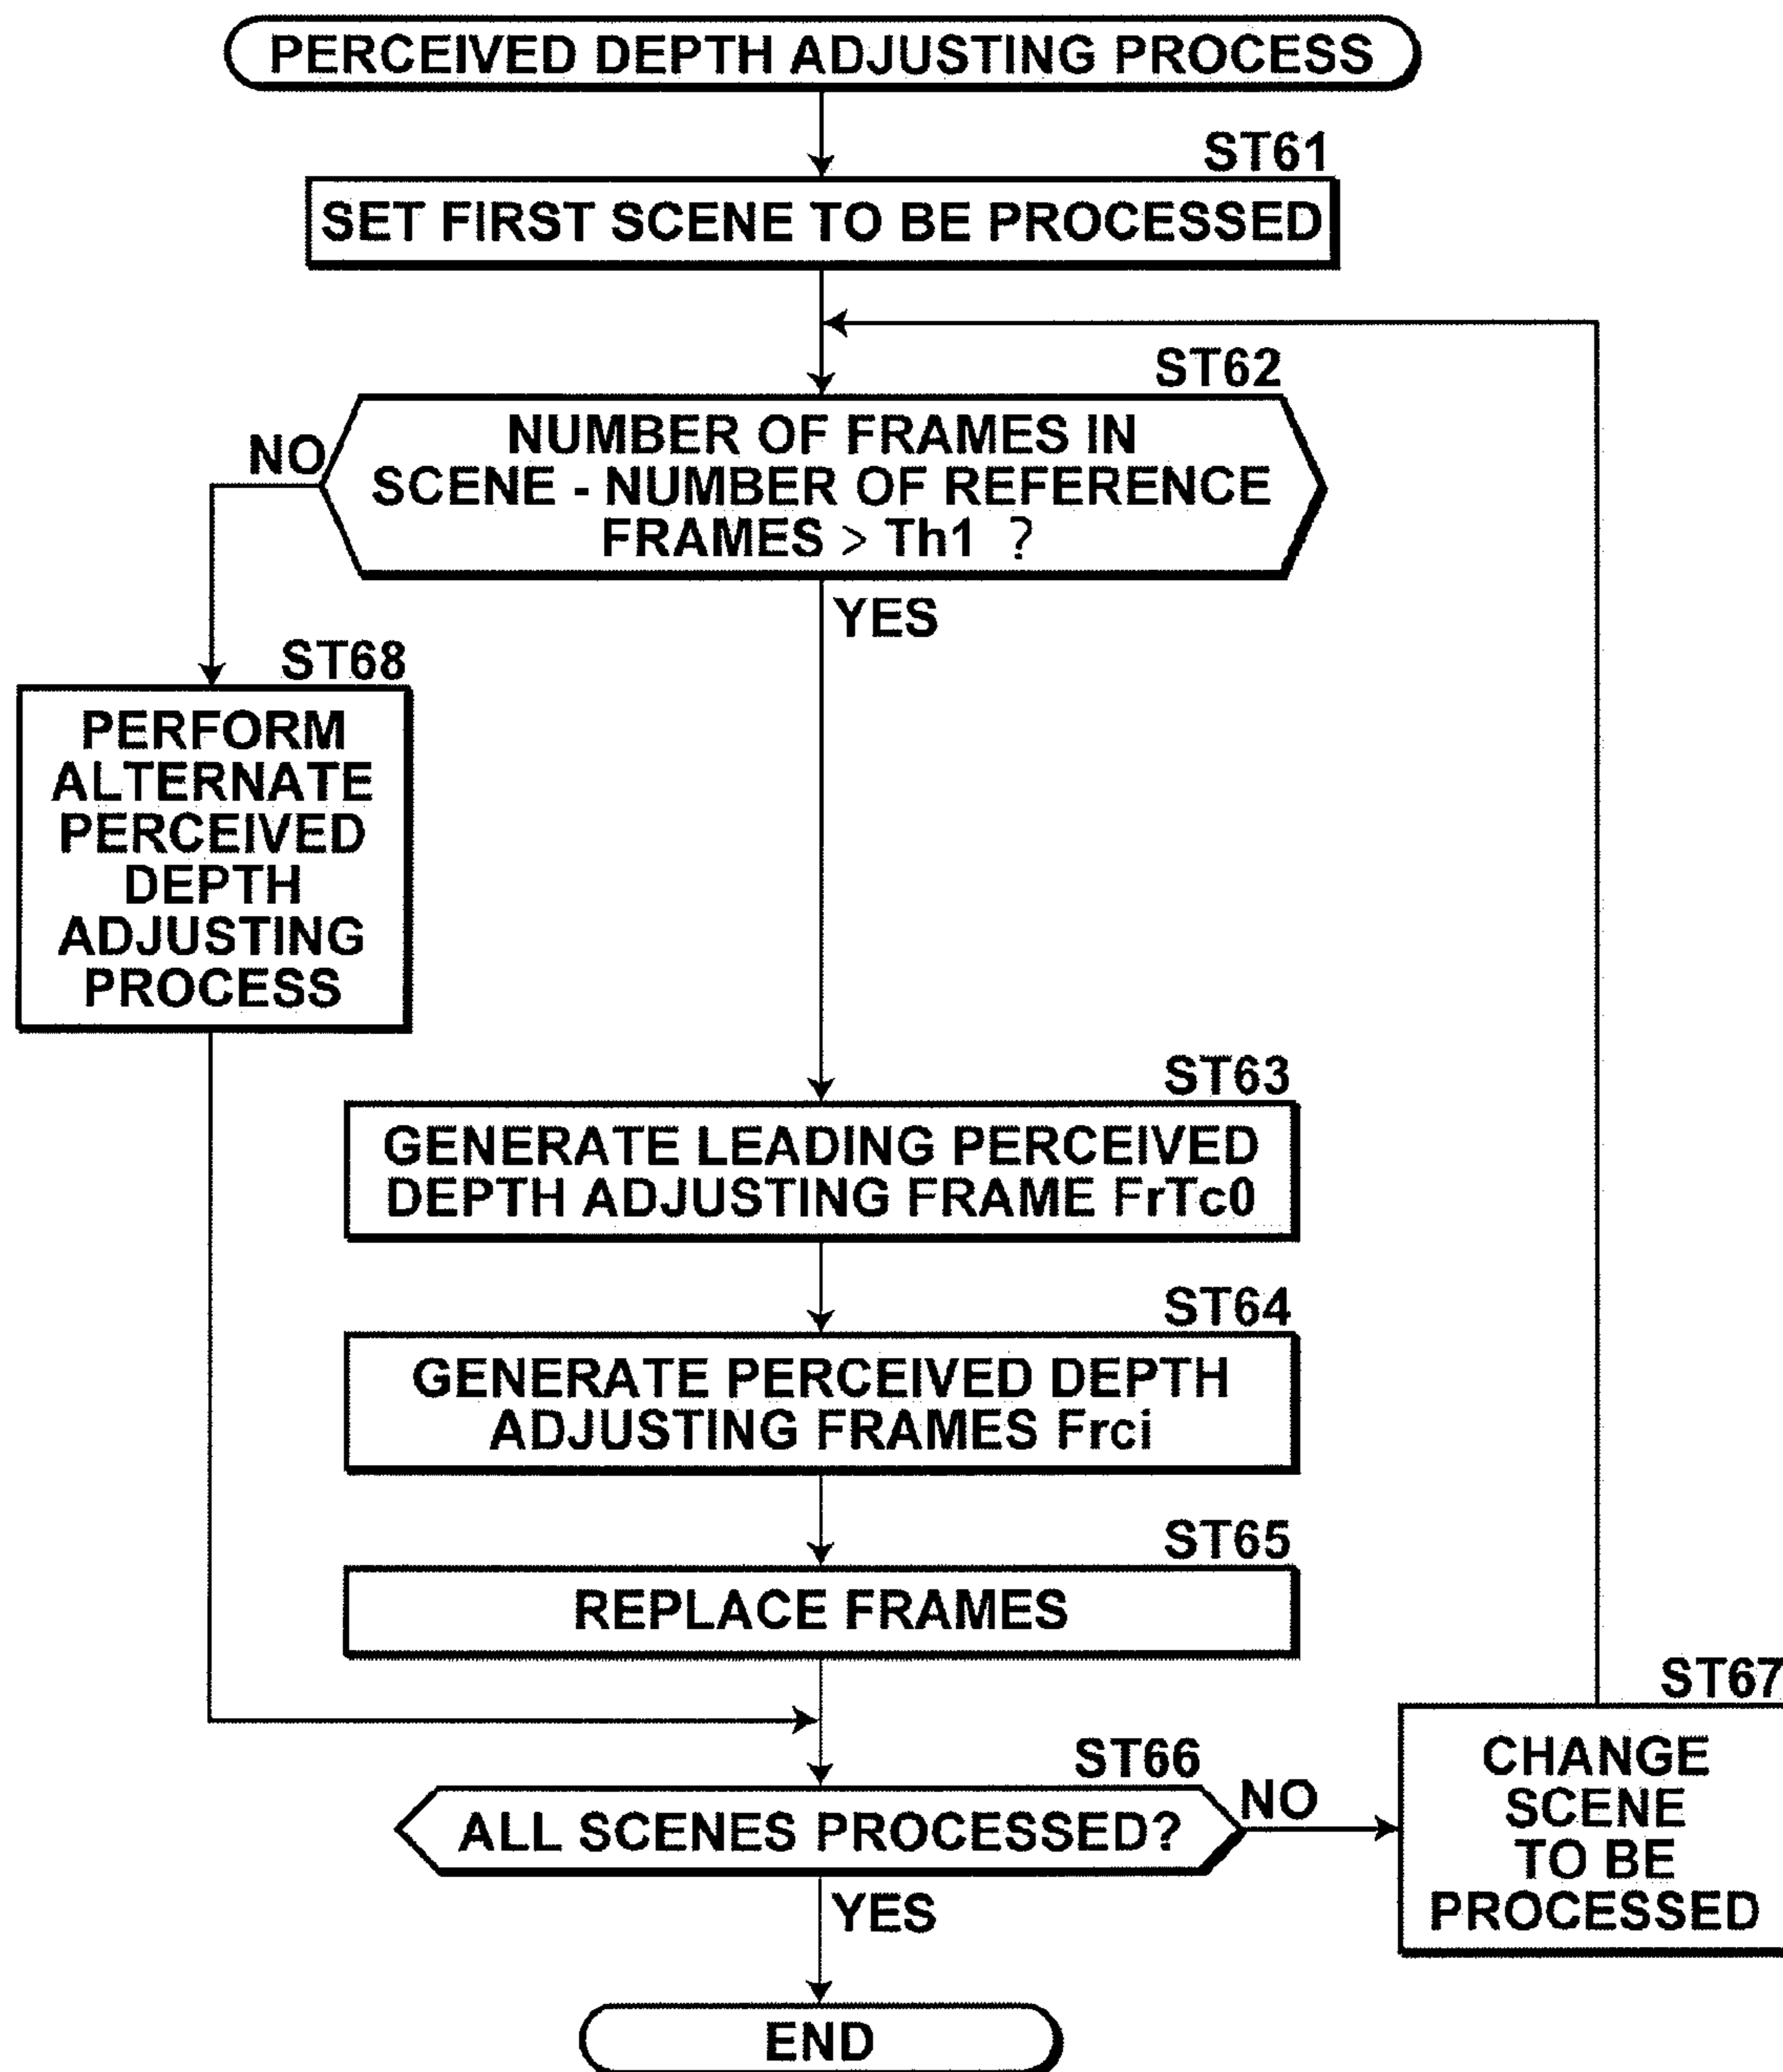 PERCEIVED DEPTH ADJUSTING PROCESS
ST61
SET FIRST SCENE TO BE PROCESSED
ST62
NUMBER OF FRAMES IN
SCENE - NUMBER OF REFERENCE
FRAMES > Th1 ?
NO
YES
ST68
PERFORM
ALTERNATE
PERCEIVED
DEPTH
ADJUSTING
PROCESS
ST63
GENERATE LEADING PERCEIVED
DEPTH ADJUSTING FRAME FrTc0
ST64
GENERATE PERCEIVED DEPTH
ADJUSTING FRAMES Frci
ST65
REPLACE FRAMES
ST66
ALL SCENES PROCESSED?
NO
YES
ST67
CHANGE
SCENE
TO BE
PROCESSED
END